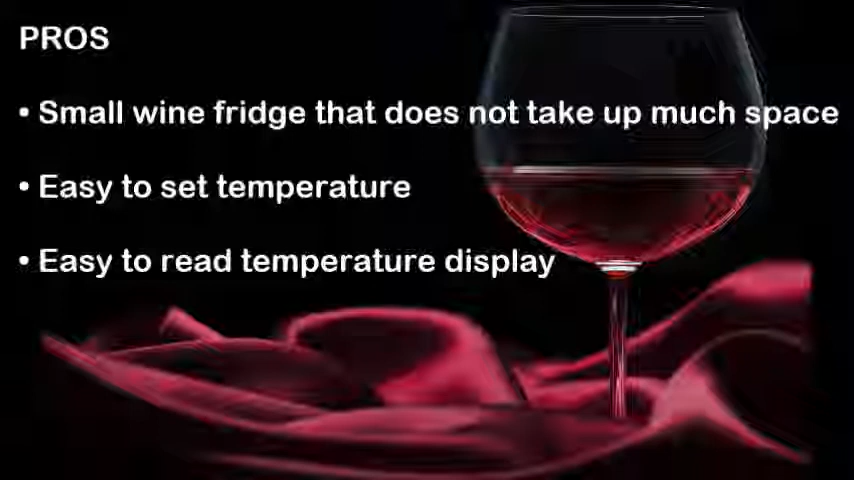 PROS
• Small wine fridge that does not take up much space
• Easy to set temperature
• Easy to read temperature display